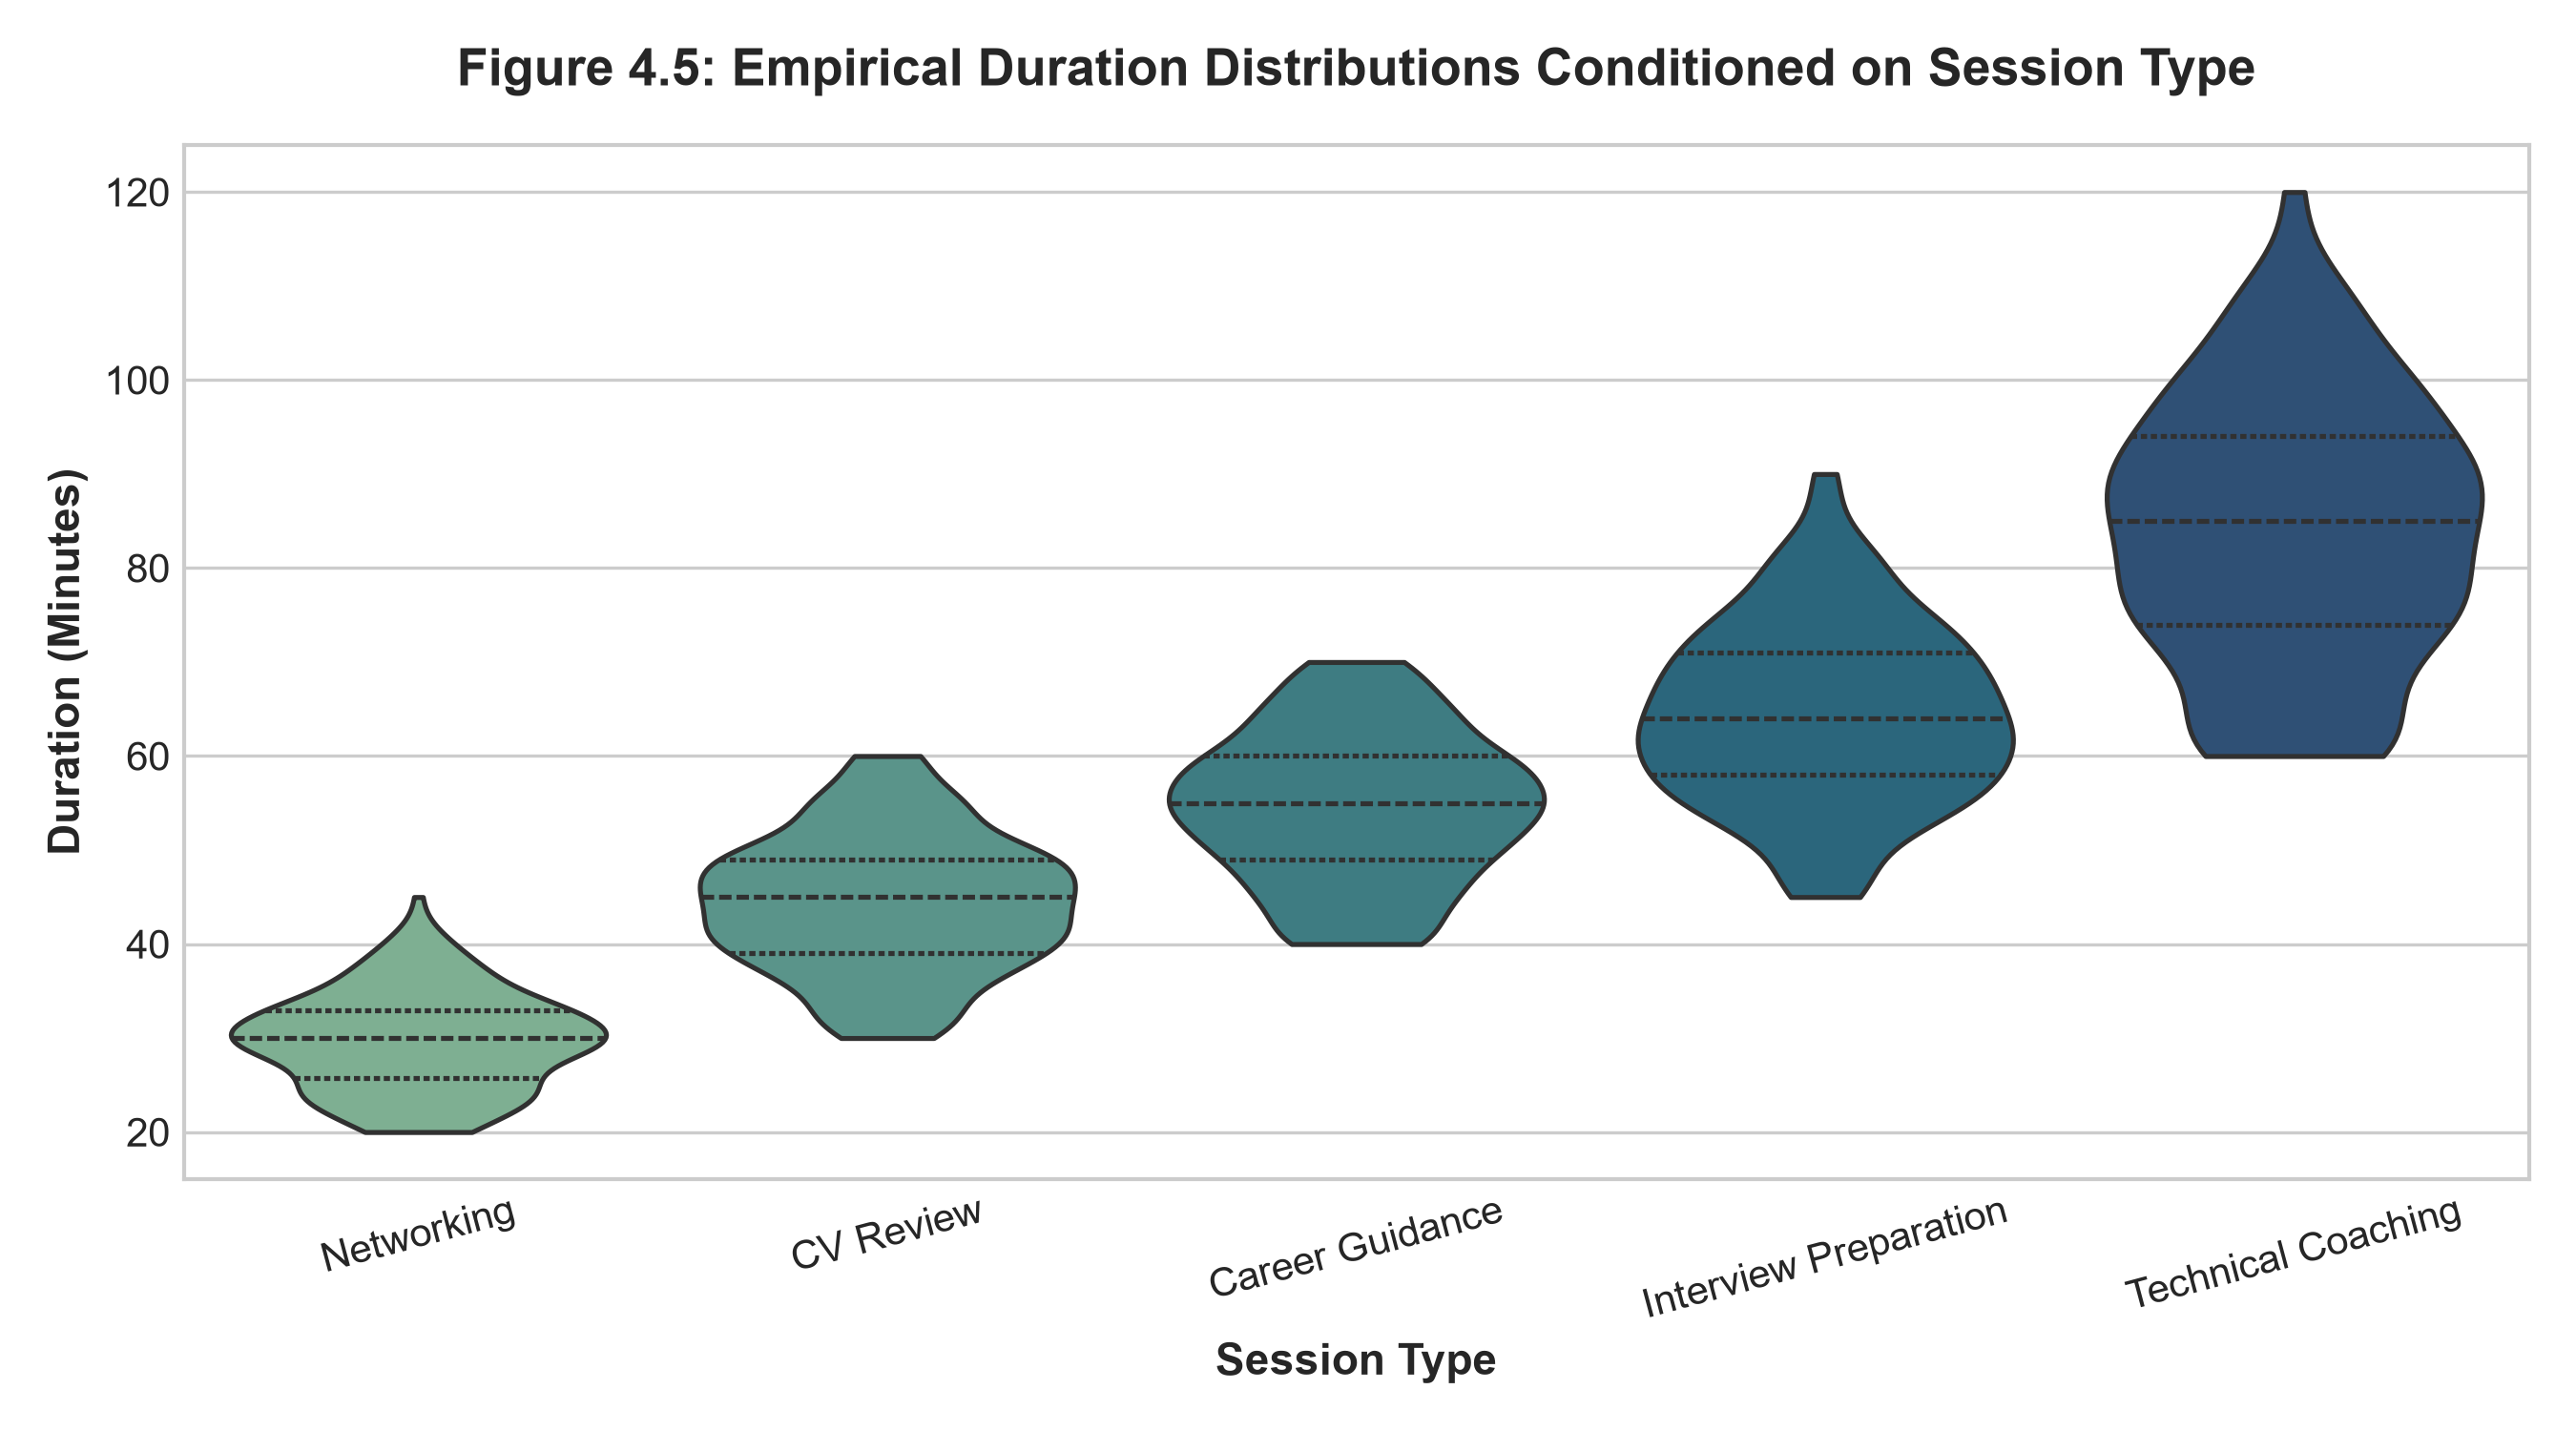 Figure 4.5: Empirical Duration Distributions Conditioned on Session Type
120
100
80
60
40
20
Duration (Minutes)
Networking
CV Review
Career Guidance
Interview Preparation
Technical Coaching
Session Type